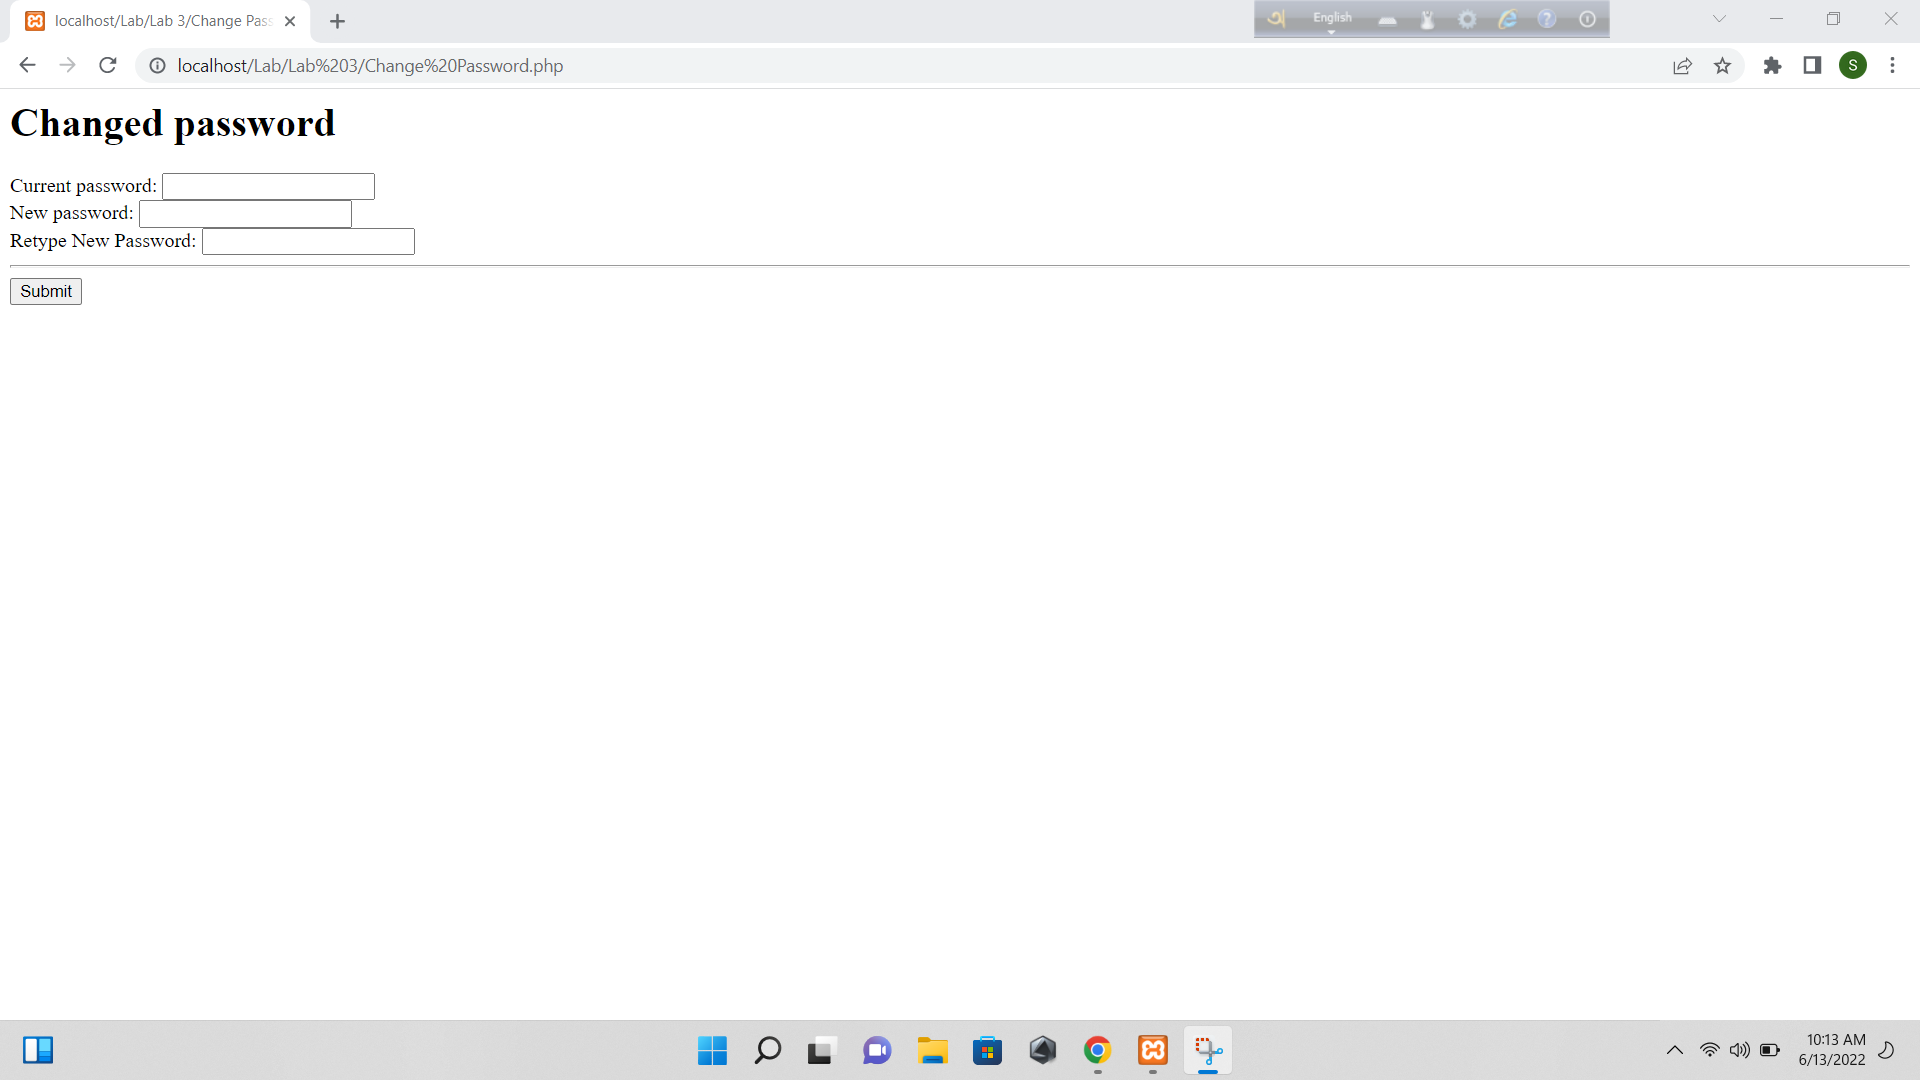 localhost/Lab/Lab 3/Change Pass
English
localhost/Lab/Lab%203/Change%20Password.php
S
Changed password
Current password:
New password:
Retype New Password:
Submit
10:13 AM
6/13/2022